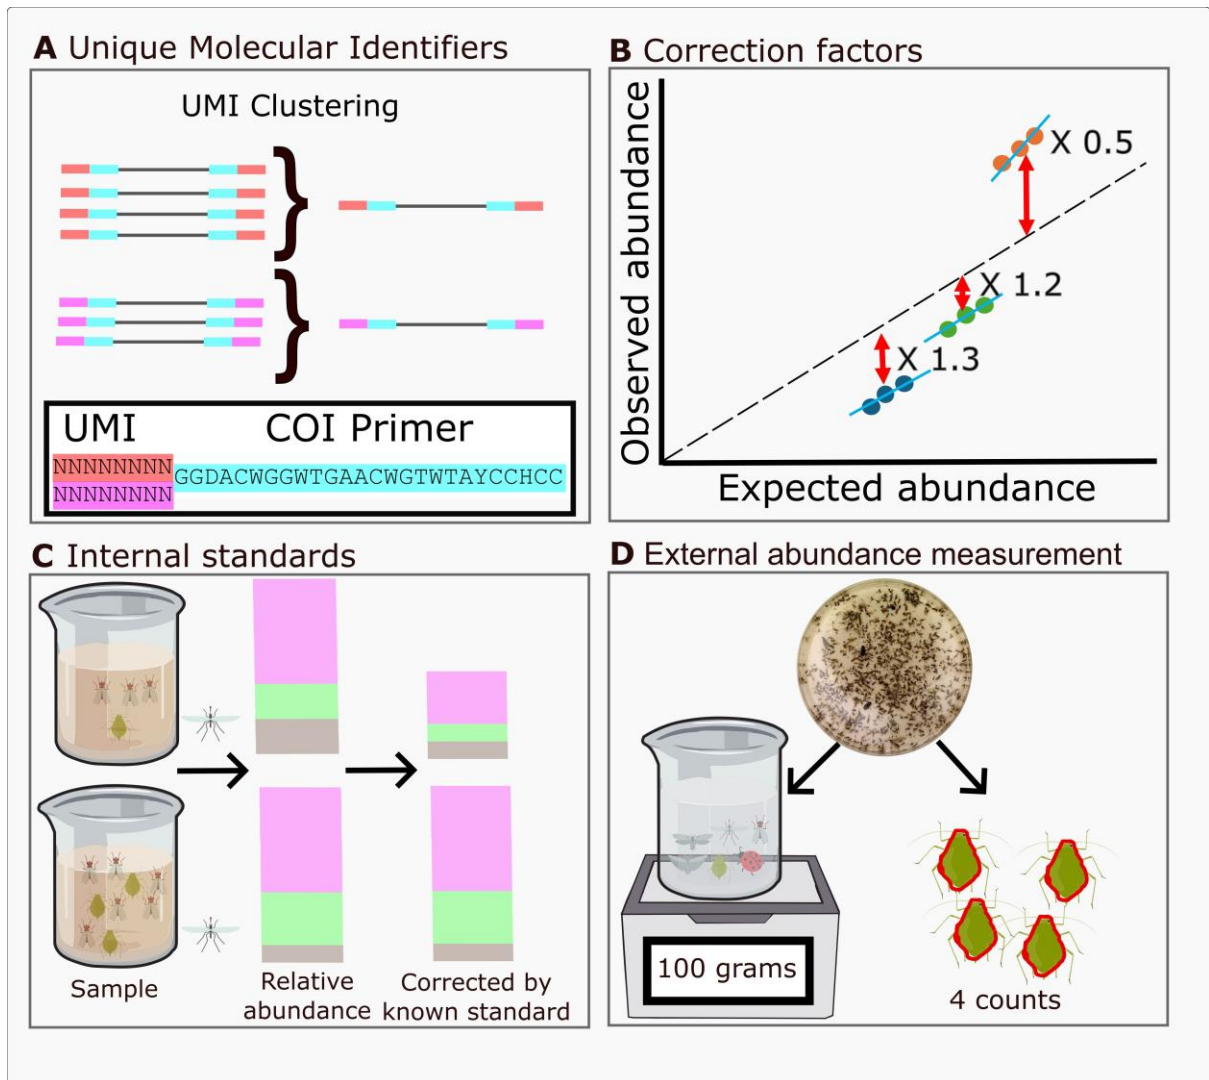 A Unique Molecular Identifiers
UMI Clustering
UMI
COI Primer
NNNNNNNN
NNNNNNNN
GGDACWGGWTGAACWGTWTAYCCHCC
B Correction factors
Observed abundance
X 0.5
X 1.2
X 1.3
Expected abundance
C Internal standards
Sample
Relative
abundance
Corrected by
known standard
D External abundance measurement
100 grams
4 counts